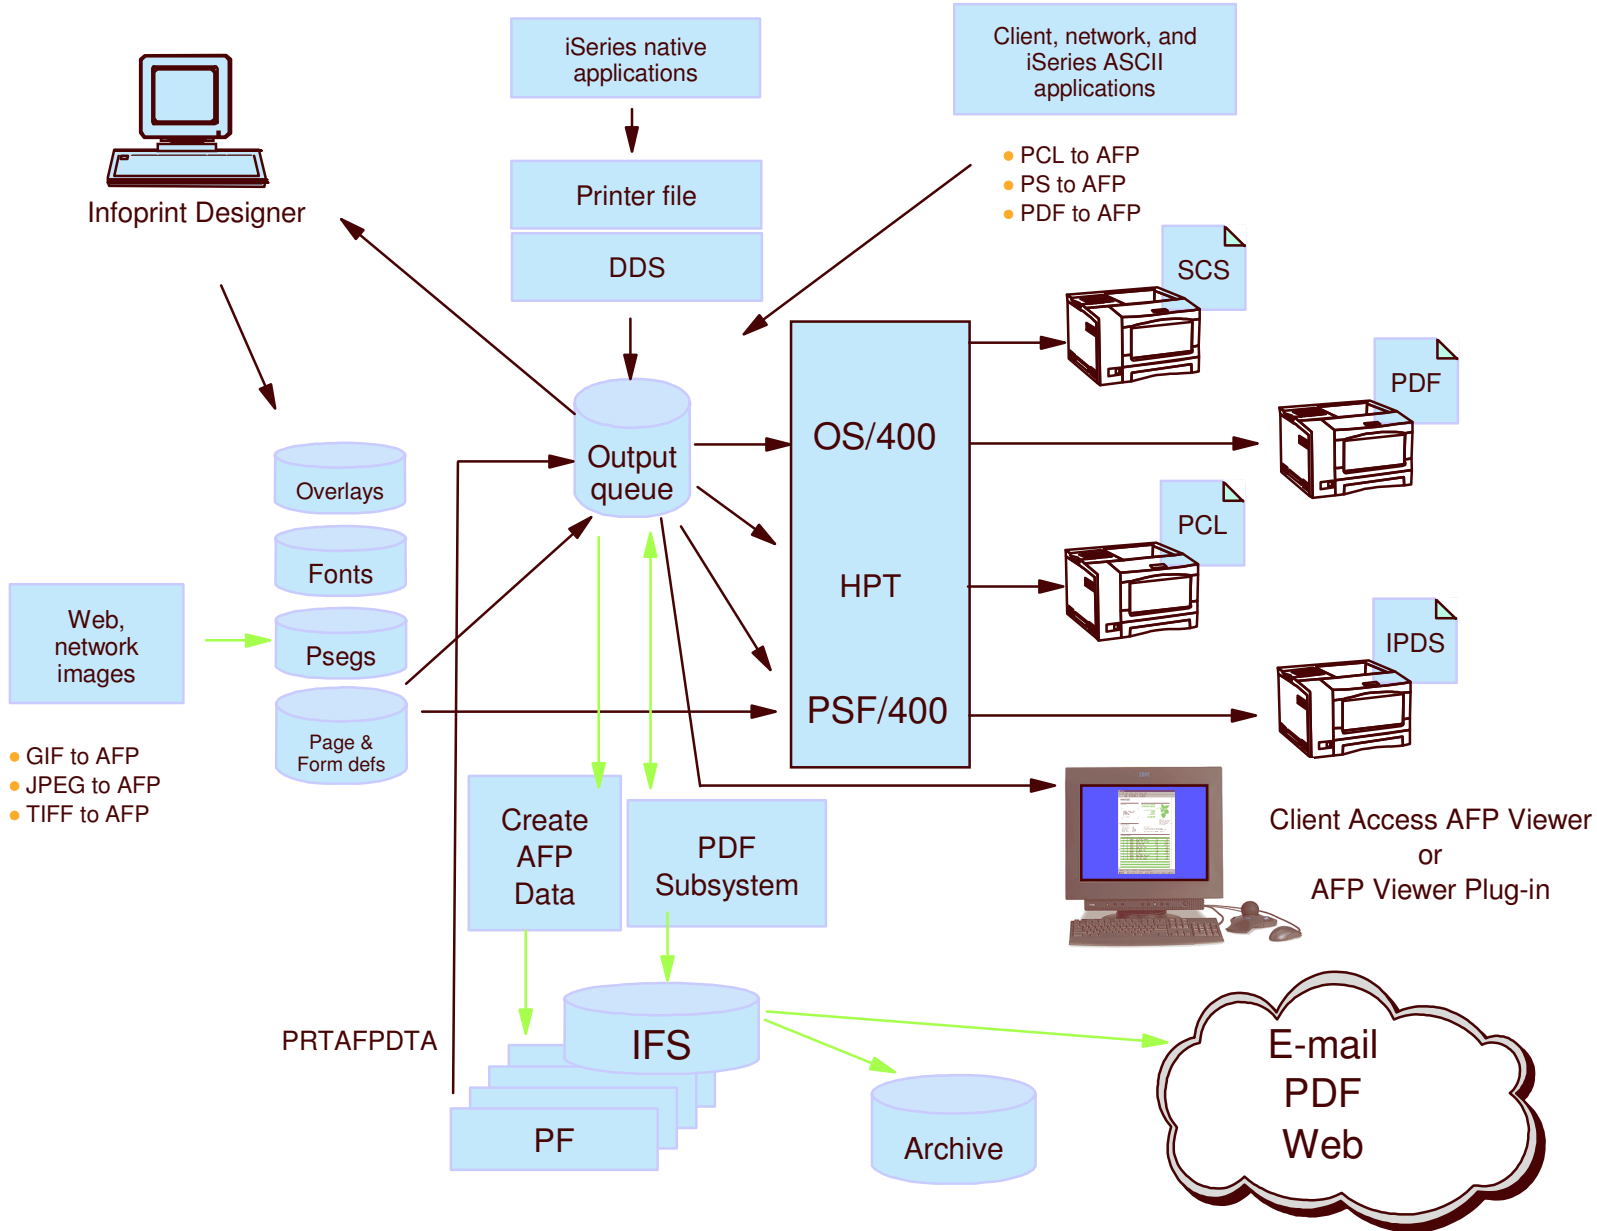 iSeries native
applications
Client, network, and
iSeries ASCII
applications
PCL to AFP
PS to AFP
PDF to AFP
Infoprint Designer
Printer file
DDS
SCS
PDF
OS/400
Output
queue
Overlays
PCL
Fonts
HPT
Web,
network
images
Psegs
IPDS
PSF/400
Page &
Form defs
GIF to AFP
JPEG to AFP
TIFF to AFP
Create
AFP
Data
PDF
Subsystem
Client Access AFP Viewer
or
AFP Viewer Plug-in
PRTAFPDTA
IFS
E-mail
PDF
Web
PF
Archive